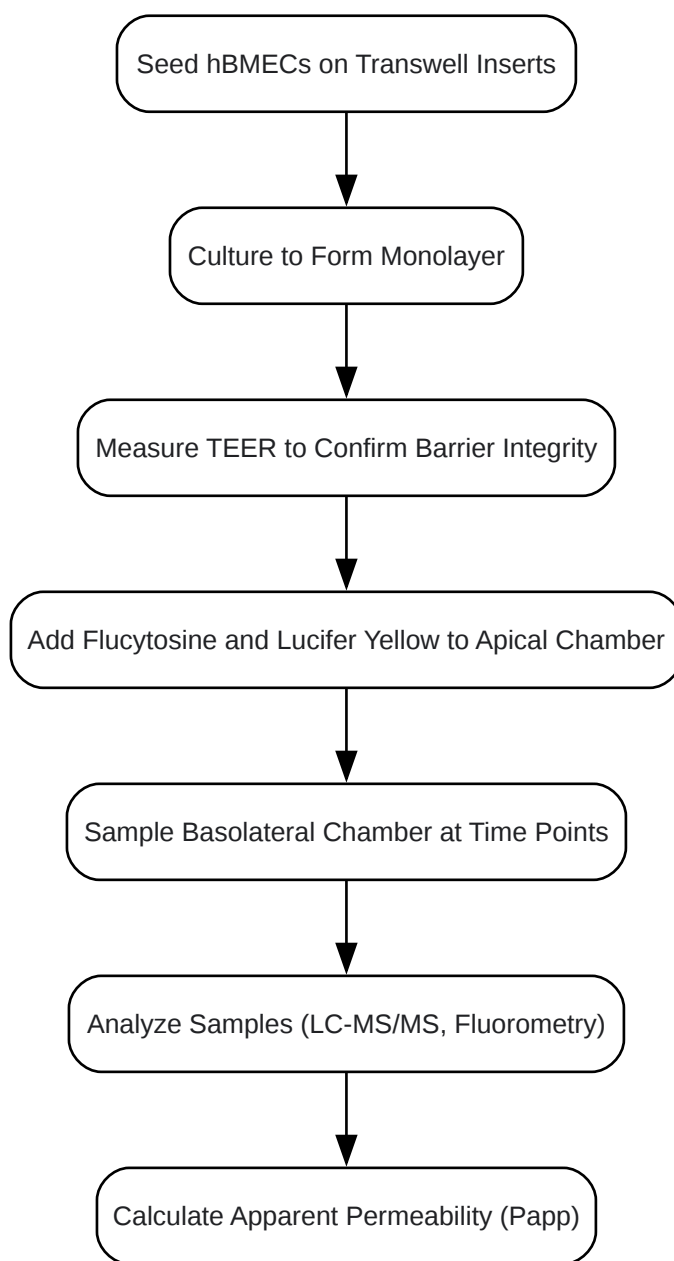 Seed hBMECs on Transwell Inserts
Culture to Form Monolayer
Measure TEER to Confirm Barrier Integrity
Add Flucytosine and Lucifer Yellow to Apical Chamber
Sample Basolateral Chamber at Time Points
Analyze Samples (LC-MS/MS, Fluorometry)
Calculate Apparent Permeability (Papp)